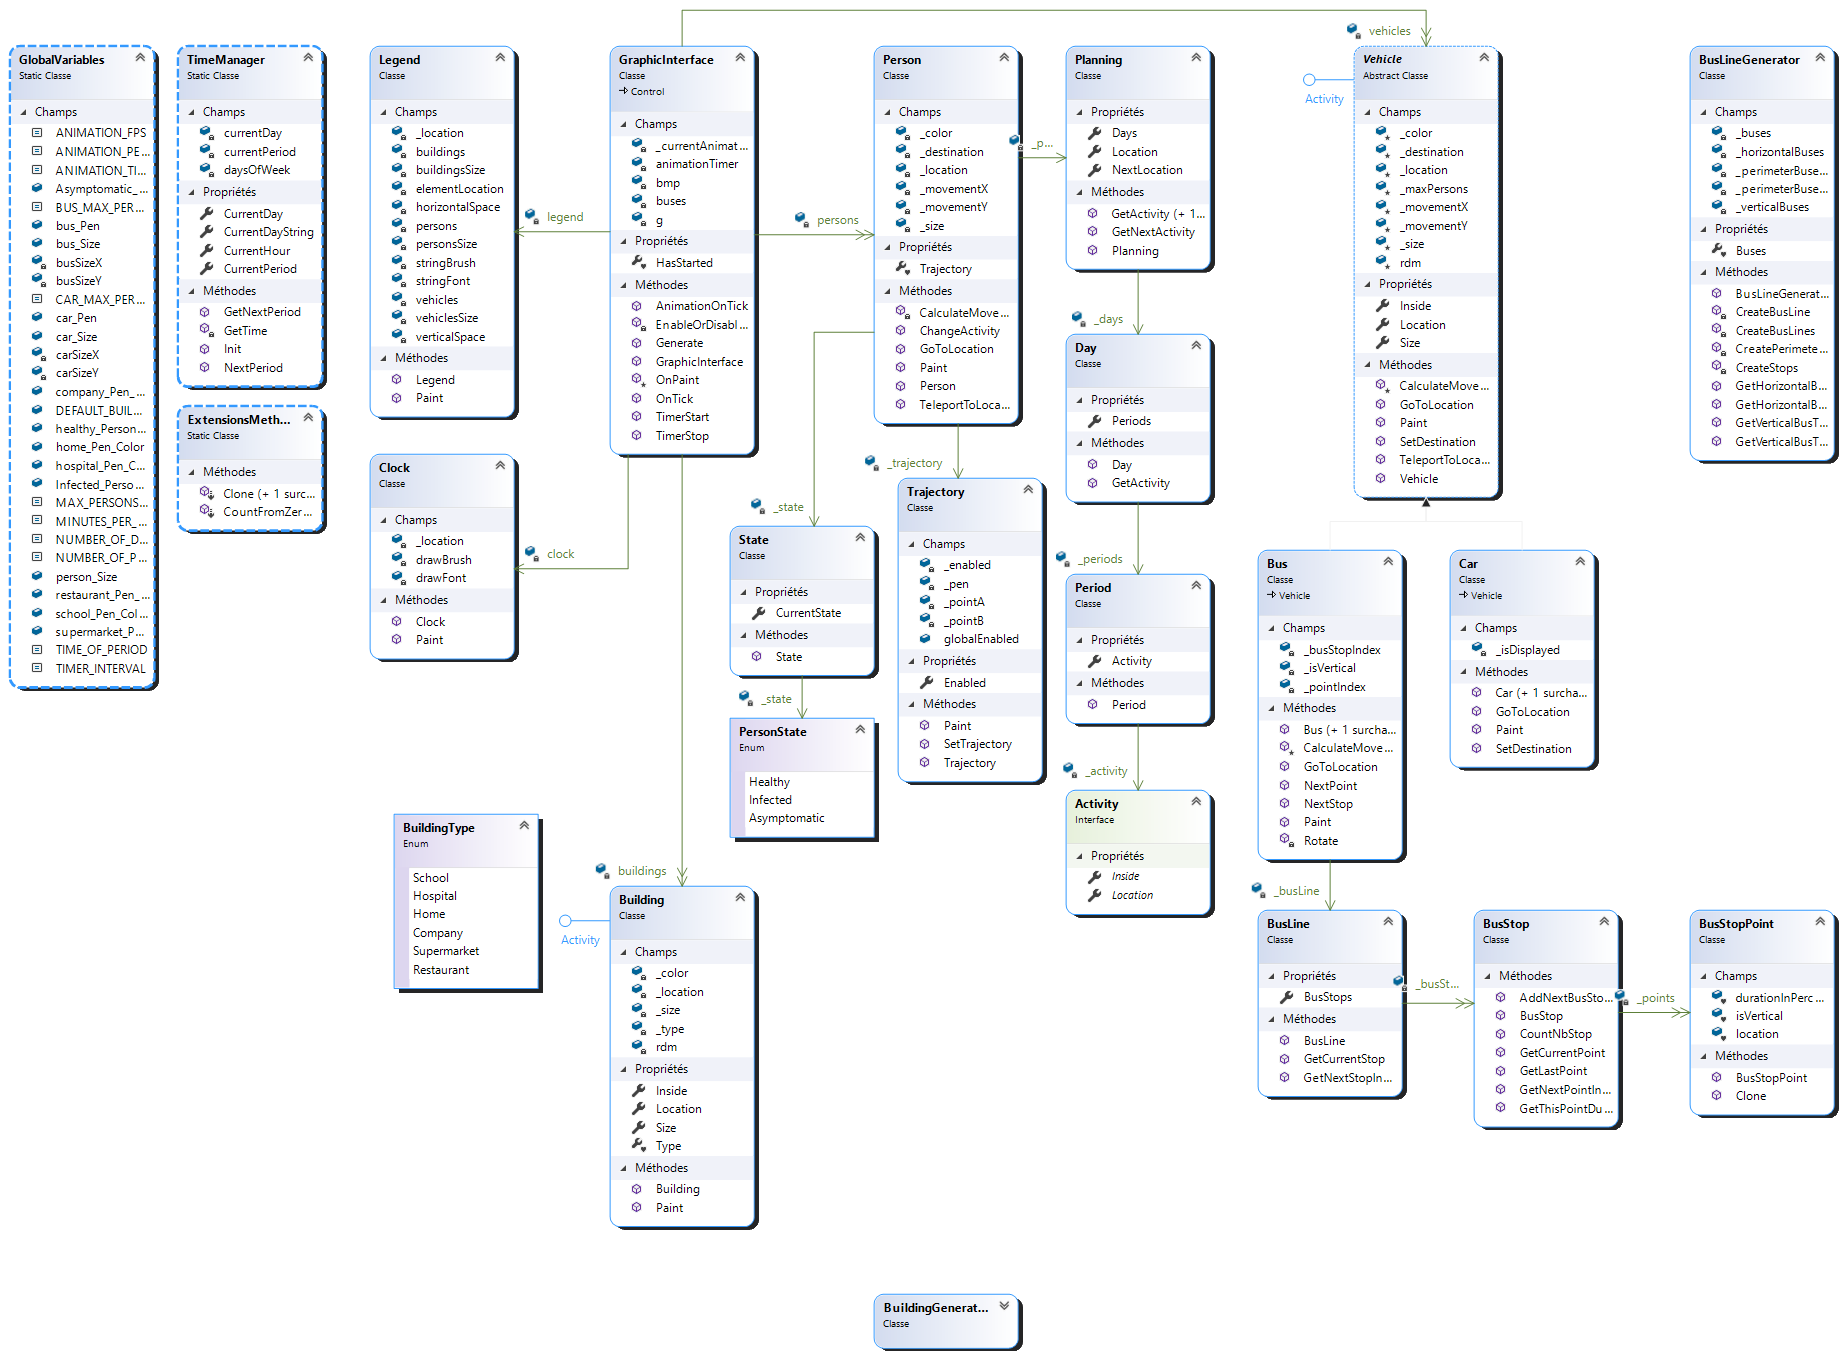 GlobalVariables
Static Classe
Champs
ANIMATION_FPS
ANIMATION_PE...
ANIMATION_TI...
Asymptomatic_...
BUS_MAX_PER...
bus_Pen
bus_Size
busSizeX
busSizeY
CAR_MAX_PER...
car_Pen
car_Size
carSizeX
carSizeY
company_Pen_...
DEFAULT_BUIL...
healthy_Person...
home_Pen_Color
hospital_Pen_C...
Infected_Perso...
MAX_PERSONS...
MINUTES_PER_...
NUMBER_OF_D...
NUMBER_OF_P...
person_Size
restaurant_Pen_...
school_Pen_Col...
supermarket_P...
TIME_OF_PERIOD
TIMER_INTERVAL
TimeManager
Static Classe
Champs
currentDay
currentPeriod
daysOfWeek
Propriétés
CurrentDay
CurrentDayString
CurrentHour
CurrentPeriod
Méthodes
GetNextPeriod
GetTime
Init
NextPeriod
ExtensionsMeth...
Static Classe
Méthodes
Clone (+ 1 surc...
CountFromZer...
Legend
Classe
Champs
_location
buildings
buildingsSize
elementLocation
horizontalSpace
persons
personsSize
stringBrush
stringFont
vehicles
vehiclesSize
verticalSpace
Méthodes
Legend
Paint
Clock
Classe
Champs
_location
drawBrush
drawFont
Méthodes
Clock
Paint
BuildingType
Enum
School
Hospital
Home
Company
Supermarket
Restaurant
legend
clock
GraphicInterface
Classe
Control
Champs
_currentAnimat...
animationTimer
bmp
buses
g
Propriétés
HasStarted
Méthodes
AnimationOnTick
EnableOrDisabl...
Generate
GraphicInterface
OnPaint
OnTick
TimerStart
TimerStop
buildings
Activity
Building
Classe
Champs
_color
_location
_size
_type
rdm
Propriétés
Inside
Location
Size
Type
Méthodes
Building
Paint
persons
Person
Classe
Champs
_color
_destination
_location
_movementX
_movementY
_size
Propriétés
Trajectory
Méthodes
CalculateMove...
ChangeActivity
GoToLocation
Paint
Person
TeleportToLoca...
_state
State
Classe
Propriétés
CurrentState
Méthodes
State
_state
PersonState
Enum
Healthy
Infected
Asymptomatic
_trajectory
Trajectory
Classe
Champs
_enabled
_pen
_pointA
_pointB
globalEnabled
Propriétés
Enabled
Méthodes
Paint
SetTrajectory
Trajectory
BuildingGenerat...
Classe
_p...
Planning
Classe
Propriétés
Days
Location
NextLocation
Méthodes
GetActivity (+ 1...
GetNextActivity
Planning
_days
Day
Classe
Propriétés
Periods
Méthodes
Day
GetActivity
_periods
Period
Classe
Propriétés
Activity
Méthodes
Period
_activity
Activity
Interface
Propriétés
Inside
Location
vehicles
Activity
Vehicle
Abstract Classe
Champs
_color
_destination
_location
_maxPersons
_movementX
_movementY
_size
rdm
Propriétés
Inside
Location
Size
Méthodes
CalculateMove...
GoToLocation
Paint
SetDestination
TeleportToLoca...
Vehicle
Bus
Classe
Vehicle
Champs
_busStopIndex
_isVertical
_pointIndex
Méthodes
Bus (+ 1 surcha...
CalculateMove...
GoToLocation
NextPoint
NextStop
Paint
Rotate
Car
Classe
Vehicle
Champs
_isDisplayed
Méthodes
Car (+ 1 surcha...
GoToLocation
Paint
SetDestination
_busLine
BusLine
Classe
Propriétés
BusStops
Méthodes
BusLine
GetCurrentStop
GetNextStopIn...
_busSt...
BusStop
Classe
Méthodes
AddNextBusSto...
BusStop
CountNbStop
GetCurrentPoint
GetLastPoint
GetNextPointIn...
GetThisPointDu...
_points
BusStopPoint
Classe
Champs
durationInPerc...
isVertical
location
Méthodes
BusStopPoint
Clone
BusLineGenerator
Classe
Champs
_buses
_horizontalBuses
_perimeterBuse...
_perimeterBuse...
_verticalBuses
Propriétés
Buses
Méthodes
BusLineGenerat...
CreateBusLine
CreateBusLines
CreatePerimete...
CreateStops
GetHorizontalB...
GetHorizontalB...
GetVerticalBusT...
GetVerticalBusT...